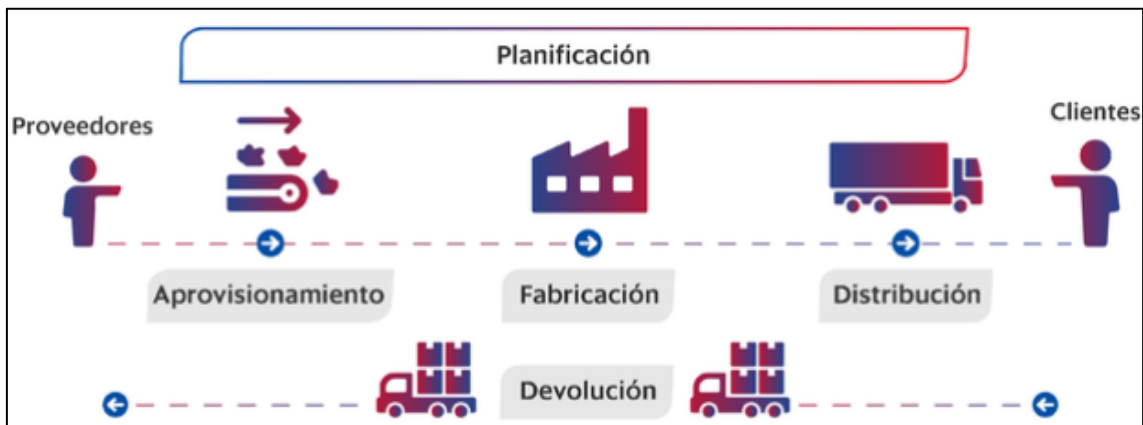 Planificación
Proveedores
Clientes
Aprovisionamiento
Fabricación
Distribución
Devolución